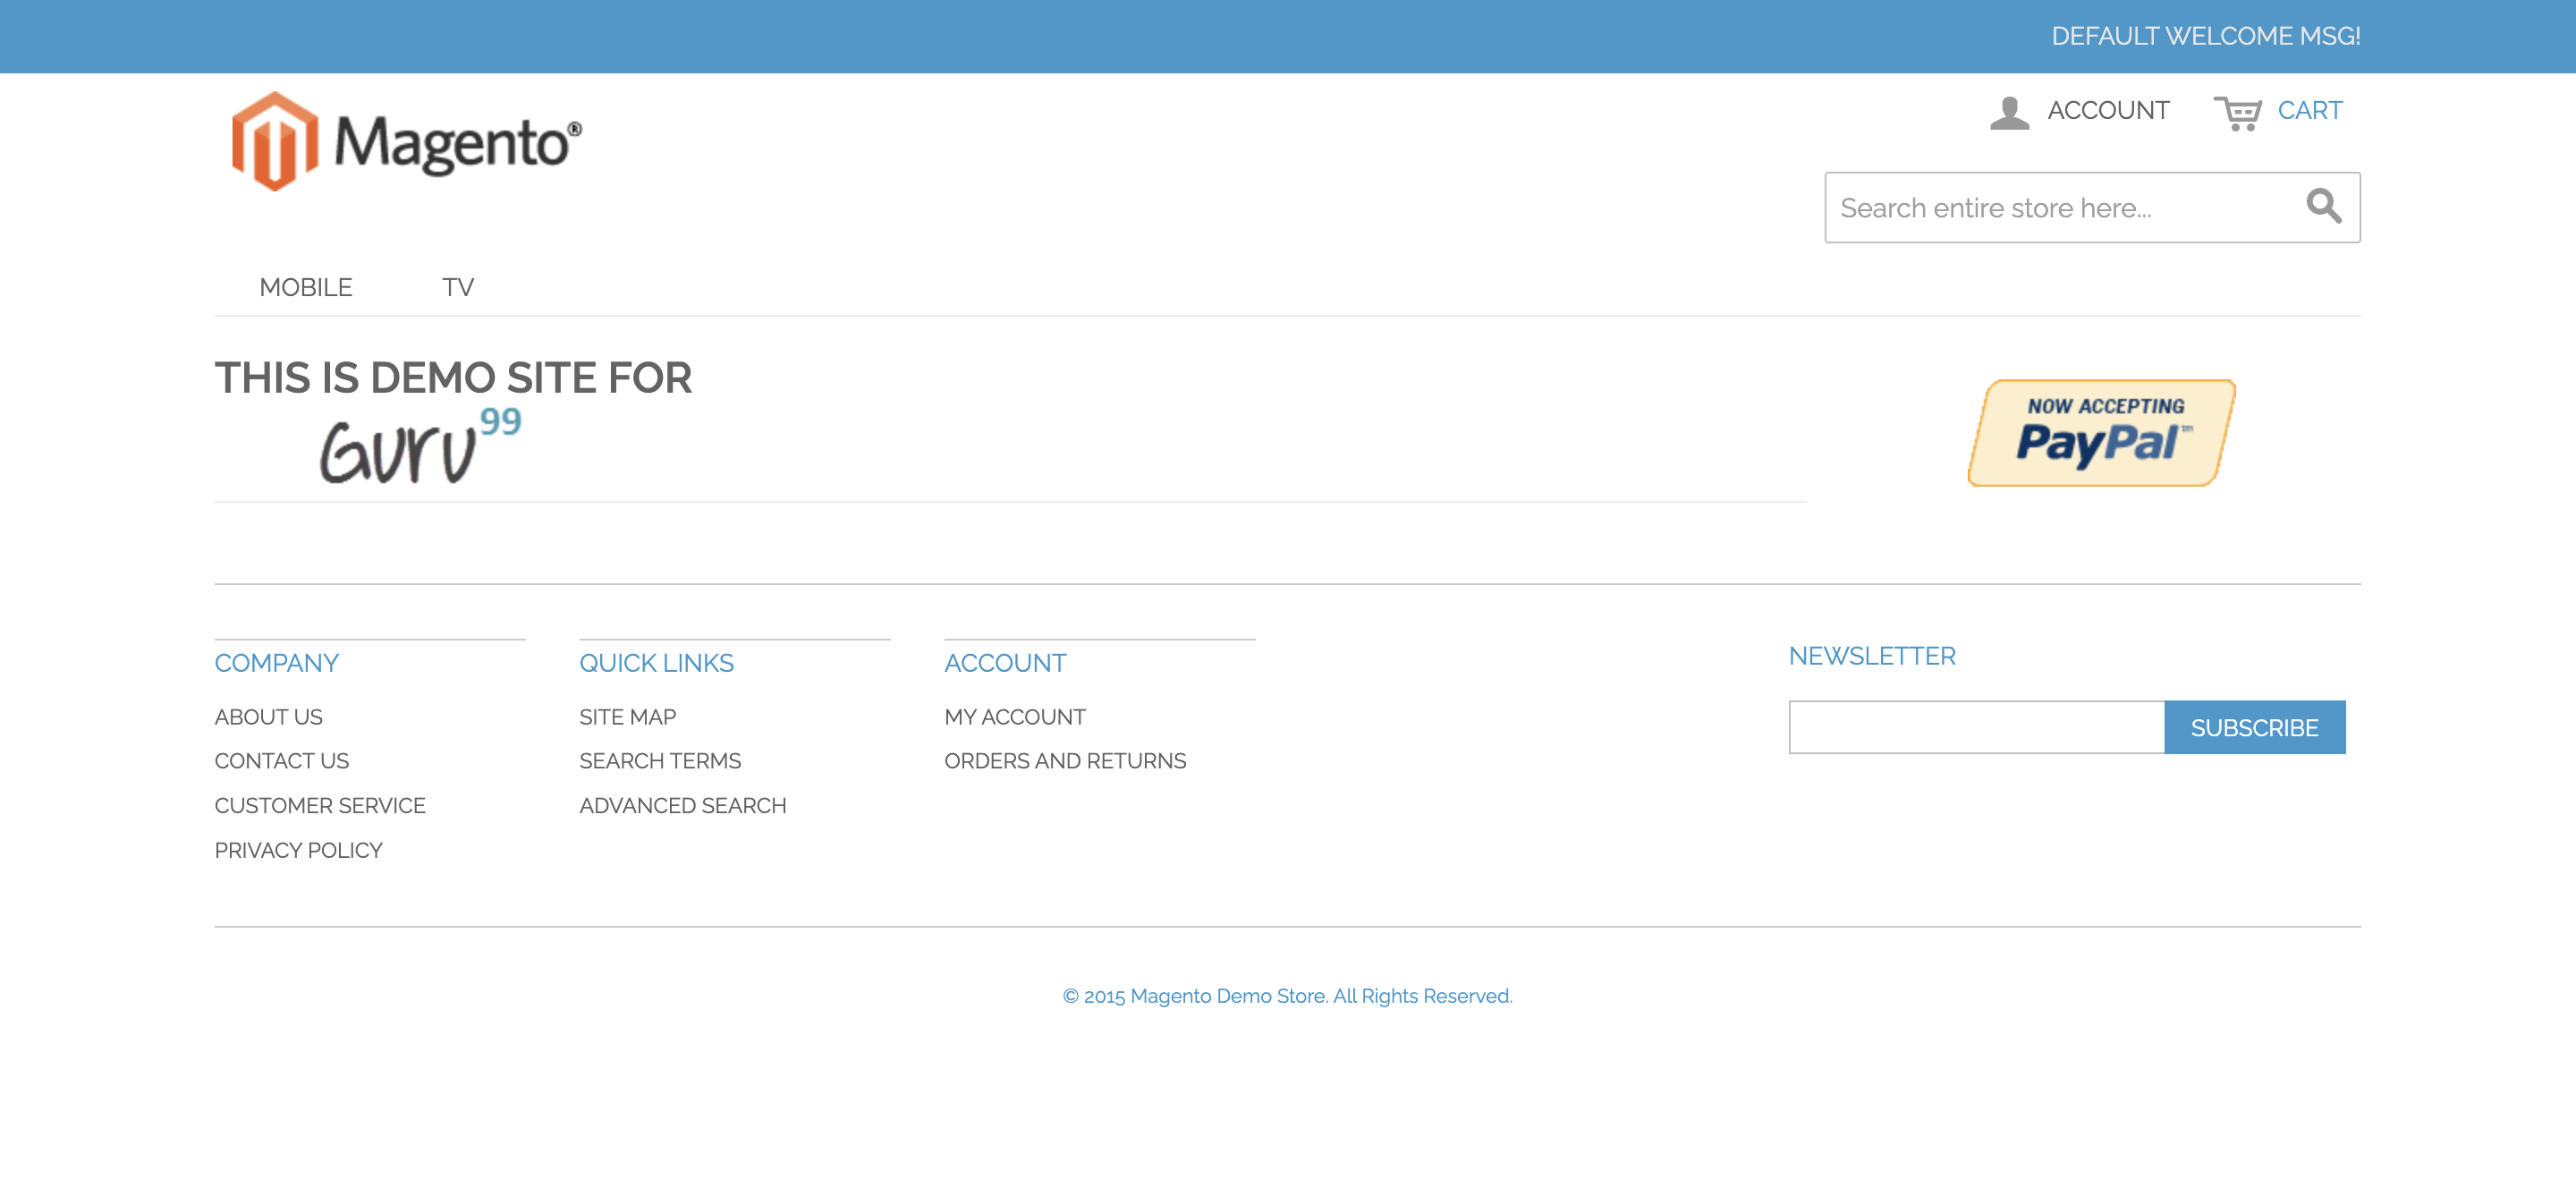 DEFAULT WELCOME MSG!
Magento®
ACCOUNT
CART
Search entire store here...
MOBILE
TV
THIS IS DEMO SITE FOR
Guru99
NOW ACCEPTING
PayPal™
COMPANY
ABOUT US
CONTACT US
CUSTOMER SERVICE
PRIVACY POLICY
QUICK LINKS
SITE MAP
SEARCH TERMS
ADVANCED SEARCH
ACCOUNT
MY ACCOUNT
ORDERS AND RETURNS
NEWSLETTER
SUBSCRIBE
© 2015 Magento Demo Store. All Rights Reserved.